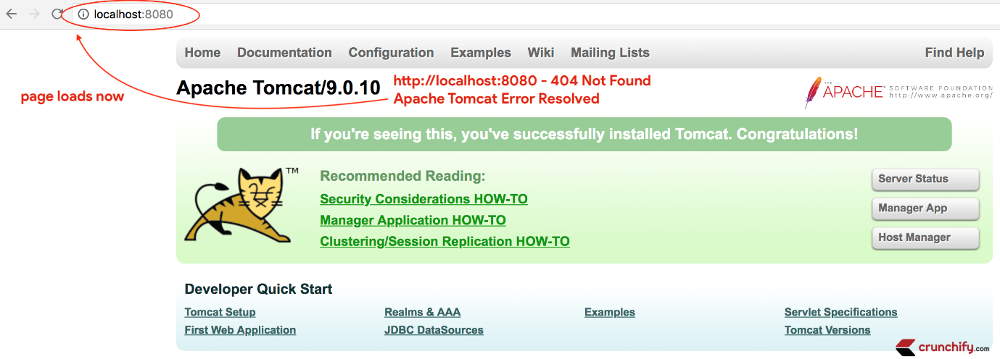 localhost:8080
Home Documentation Configuration Examples Wiki Mailing Lists Find Help
page loads now
Apache Tomcat/9.0.10
http://localhost:8080 - 404 Not Found
Apache Tomcat Error Resolved
THE
APACHE™ SOFTWARE FOUNDATION
http://www.apache.org/
If you're seeing this, you've successfully installed Tomcat. Congratulations!
TM
Recommended Reading:
Security Considerations HOW-TO
Manager Application HOW-TO
Clustering/Session Replication HOW-TO
Server Status
Manager App
Host Manager
Developer Quick Start
Tomcat Setup
First Web Application
Realms & AAA
JDBC DataSources
Examples
Servlet Specifications
Tomcat Versions
crunchify.com